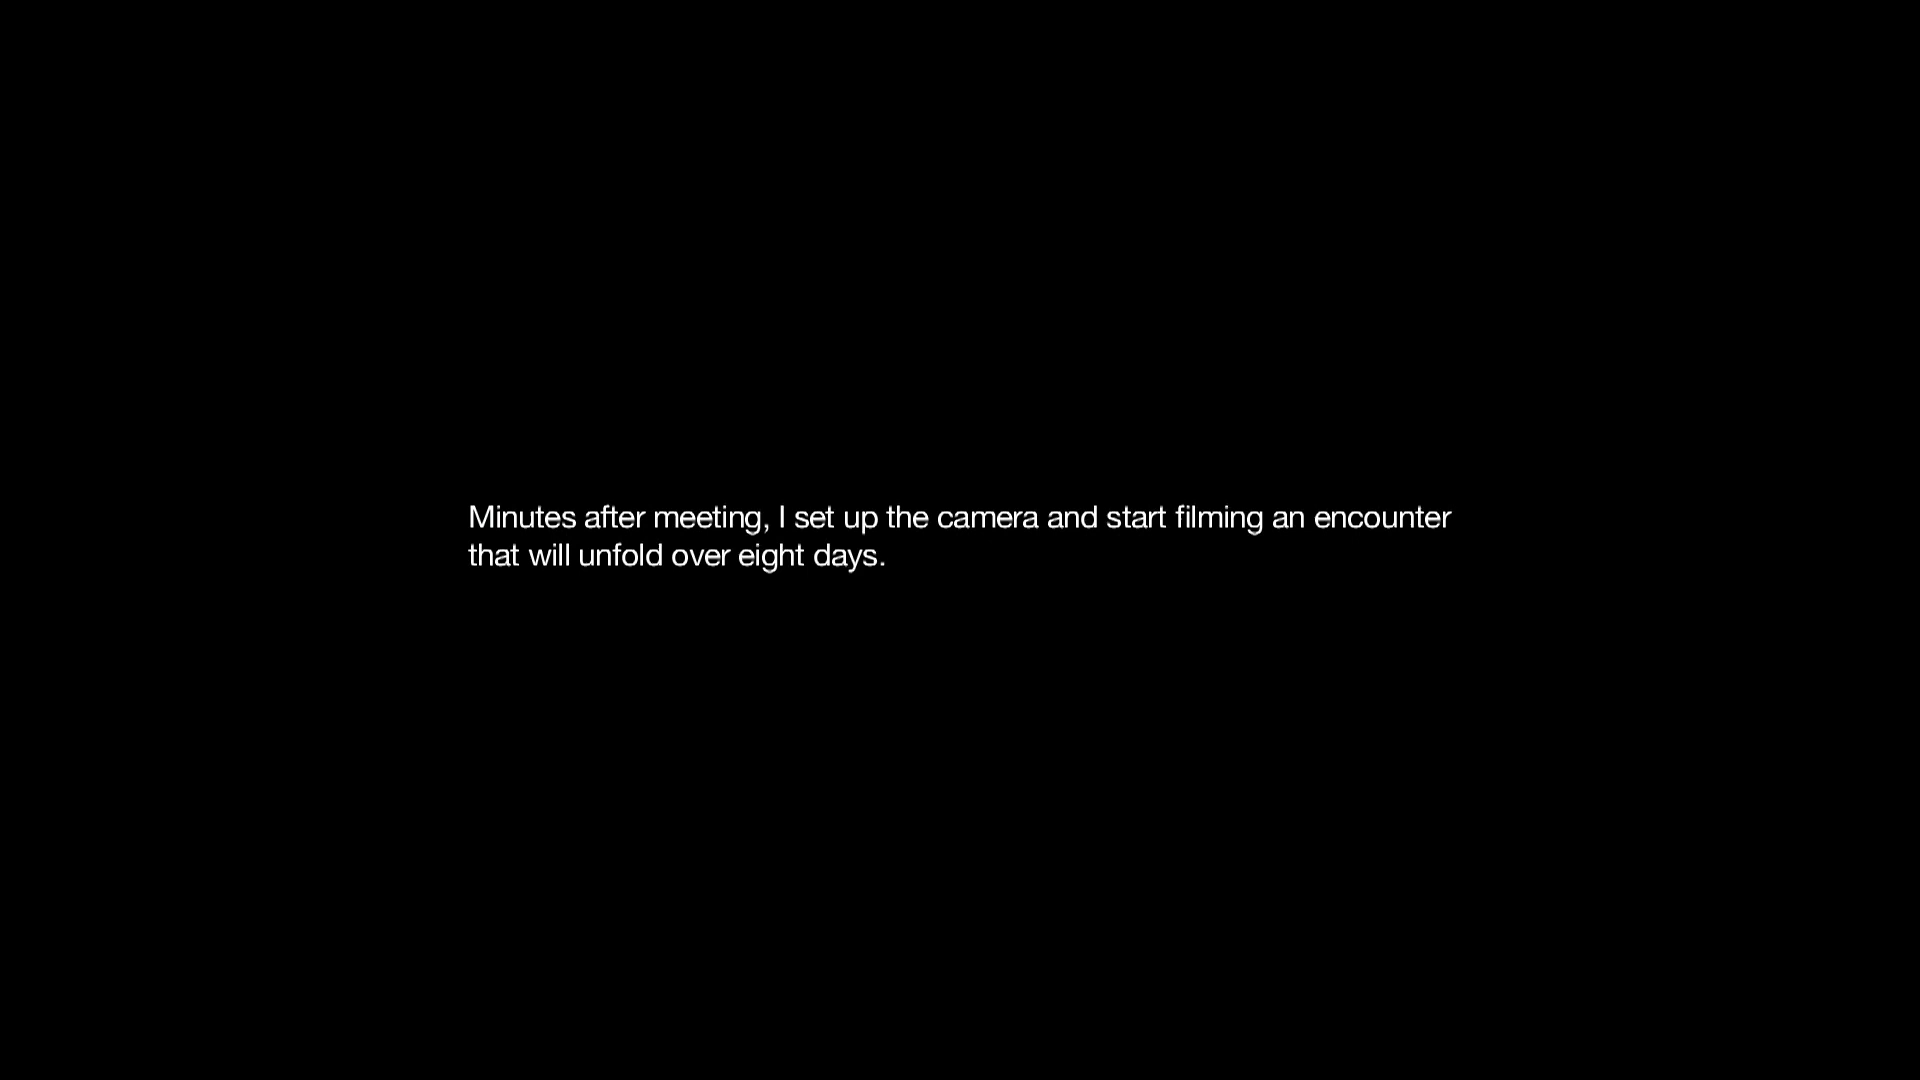 Minutes after meeting, I set up the camera and start filming an encounter
that will unfold over eight days.